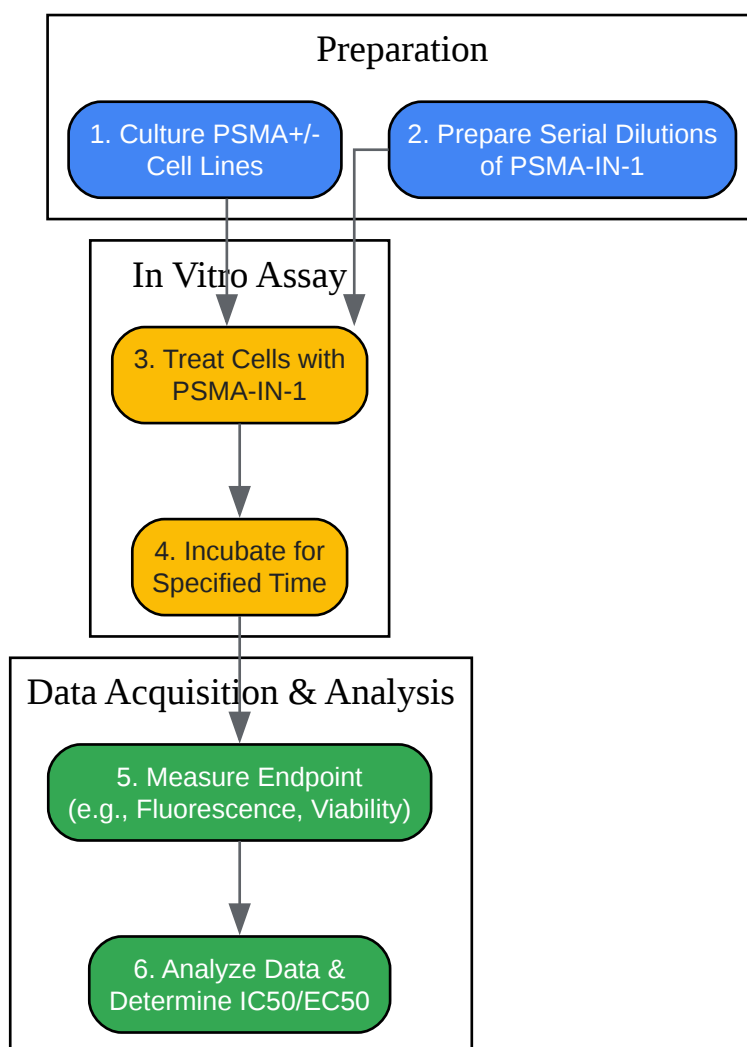 Preparation
1. Culture PSMA+/-
Cell Lines
2. Prepare Serial Dilutions
of PSMA-IN-1
In Vitro Assay
3. Treat Cells with
PSMA-IN-1
4. Incubate for
Specified Time
Data Acquisition & Analysis
5. Measure Endpoint
(e.g., Fluorescence, Viability)
6. Analyze Data &
Determine IC50/EC50